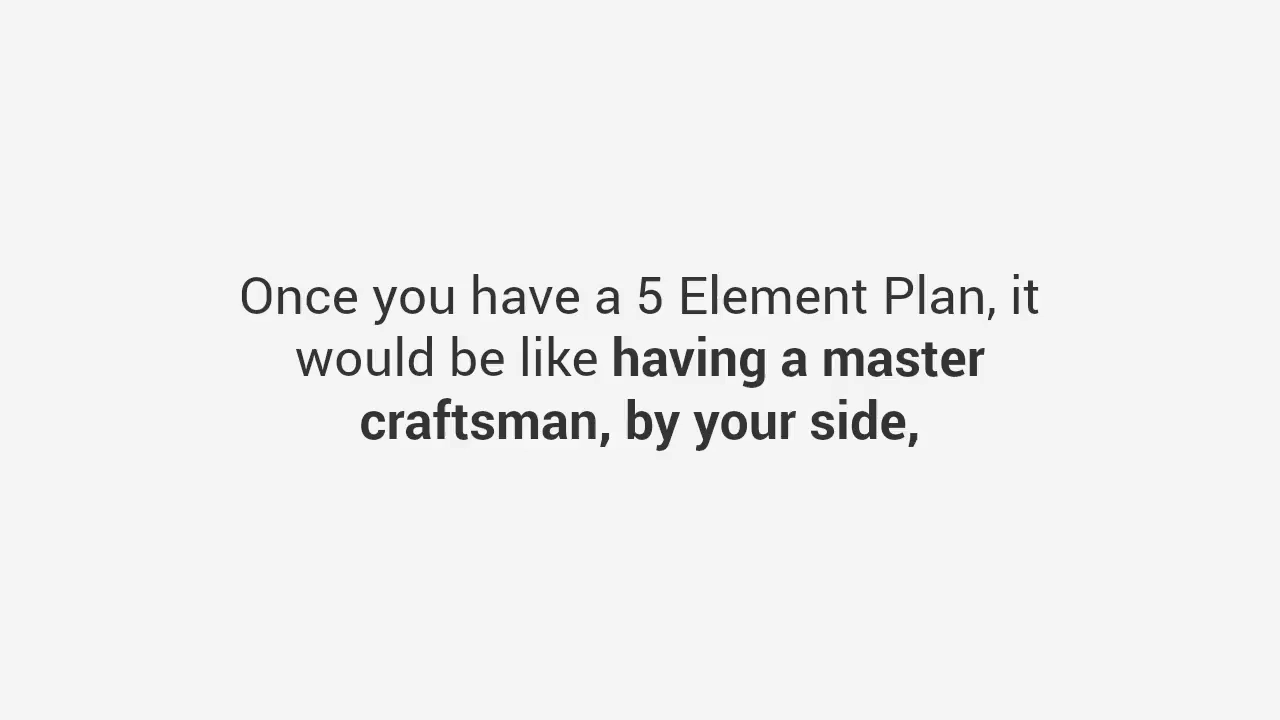 Once you have a 5 Element Plan, it
would be like having a master
craftsman, by your side,